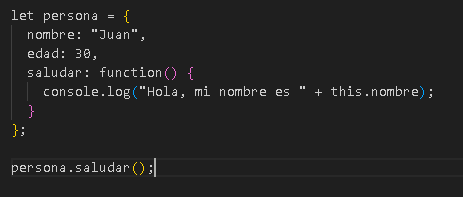 let persona = {
  nombre: "Juan",
  edad: 30,
  saludar: function() {
    console.log("Hola, mi nombre es " + this.nombre);
  }
};

persona.saludar();